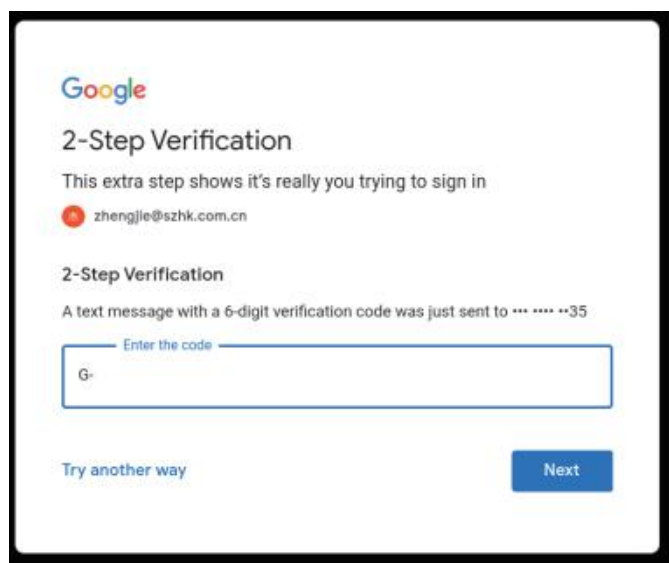 Google
2-Step Verification
This extra step shows it's really you trying to sign in
zhengjie@szhk.com.cn
2-Step Verification
A text message with a 6-digit verification code was just sent to ••• •••• ••35
Enter the code
G-
Try another way
Next